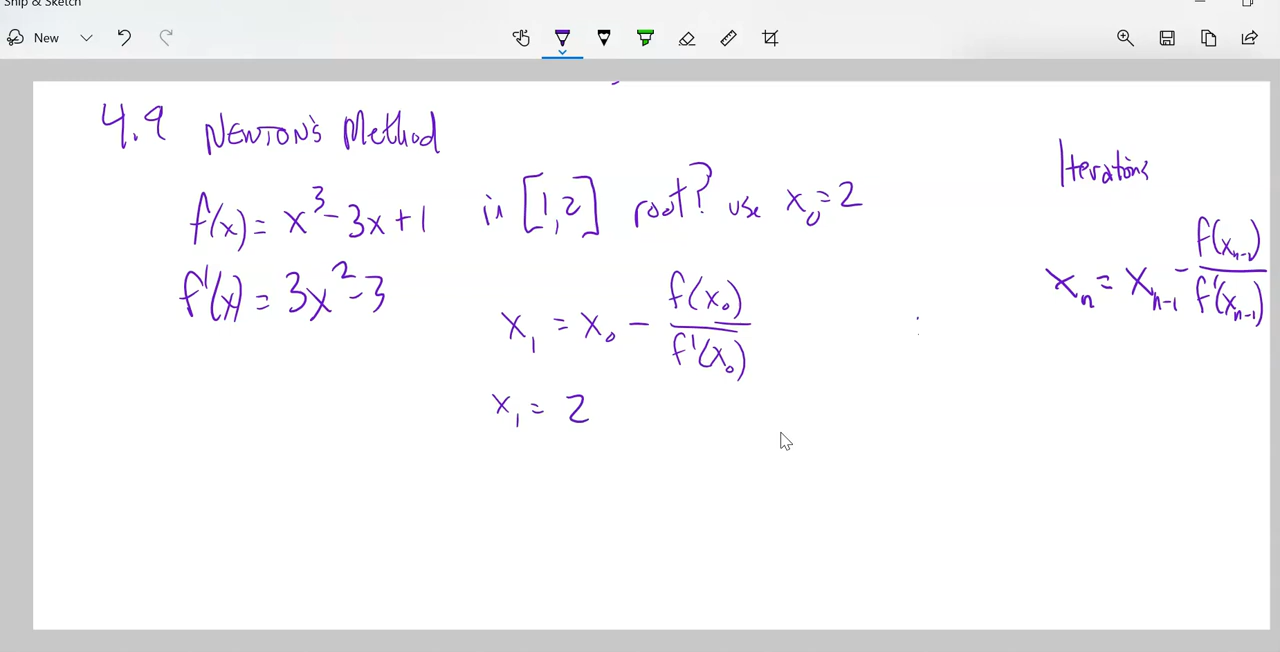 Snip & Sketch
New
4.9 NEWTON'S Method
Iterations
f(x) = x³ - 3x + 1 in [1,2] root? use x₀ = 2
f'(x) = 3x² - 3
x₁ = x₀ - f(x₀)/f'(x₀)
xₙ = xₙ₋₁ - f(xₙ₋₁)/f'(xₙ₋₁)
x₁ = 2